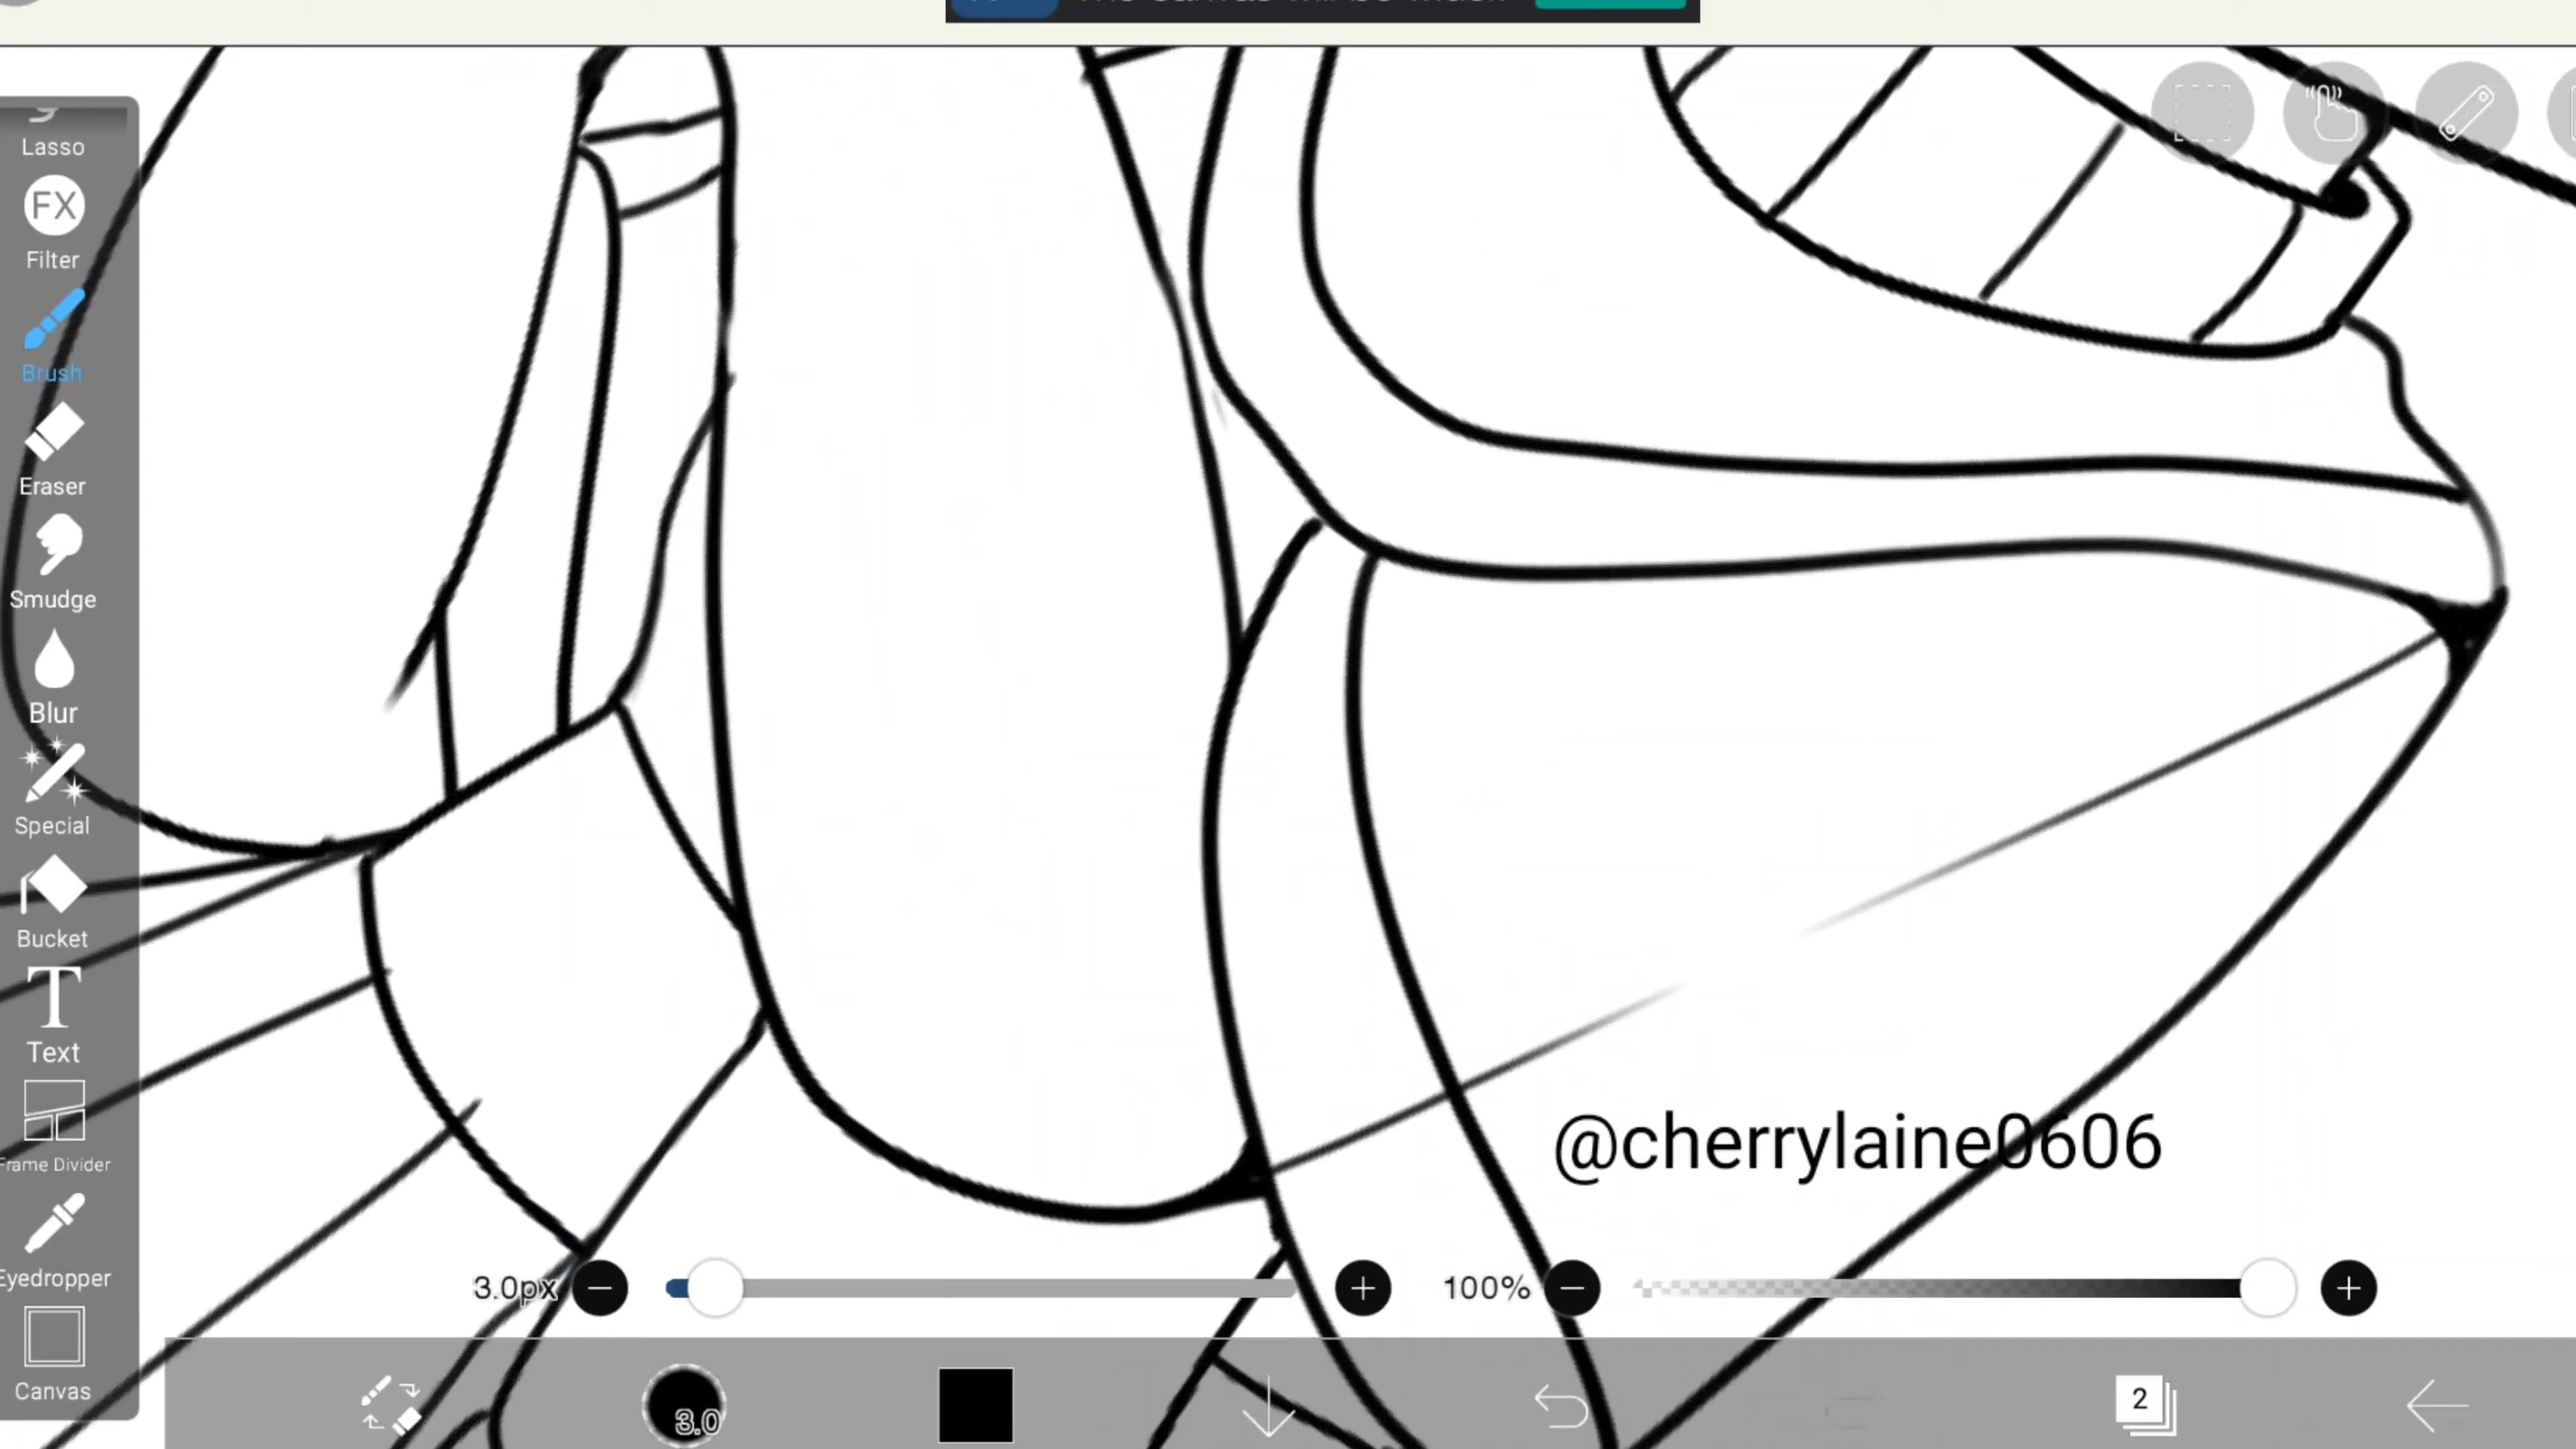 Lasso
FX
Filter
Brush
Eraser
Smudge
Blur
Special
Bucket
T
Text
Frame Divider
Eyedropper
Canvas
@cherrylaine0606
3.0px
100%
3.0
2